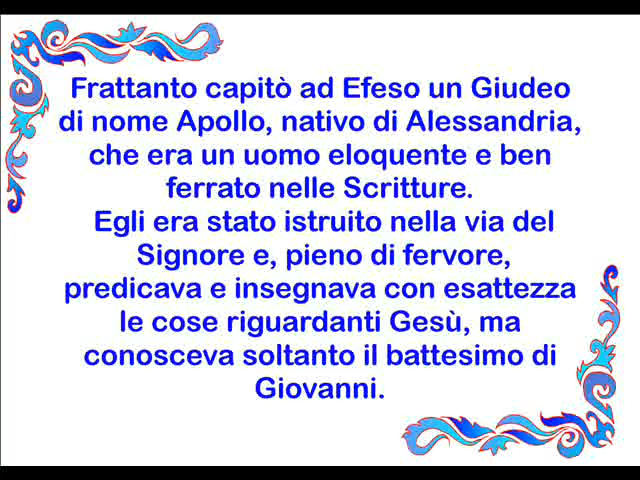 Frattanto capitò ad Efeso un Giudeo
di nome Apollo, nativo di Alessandria,
che era un uomo eloquente e ben
ferrato nelle Scritture.
Egli era stato istruito nella via del
Signore e, pieno di fervore,
predicava e insegnava con esattezza
le cose riguardanti Gesù, ma
conosceva soltanto il battesimo di
Giovanni.